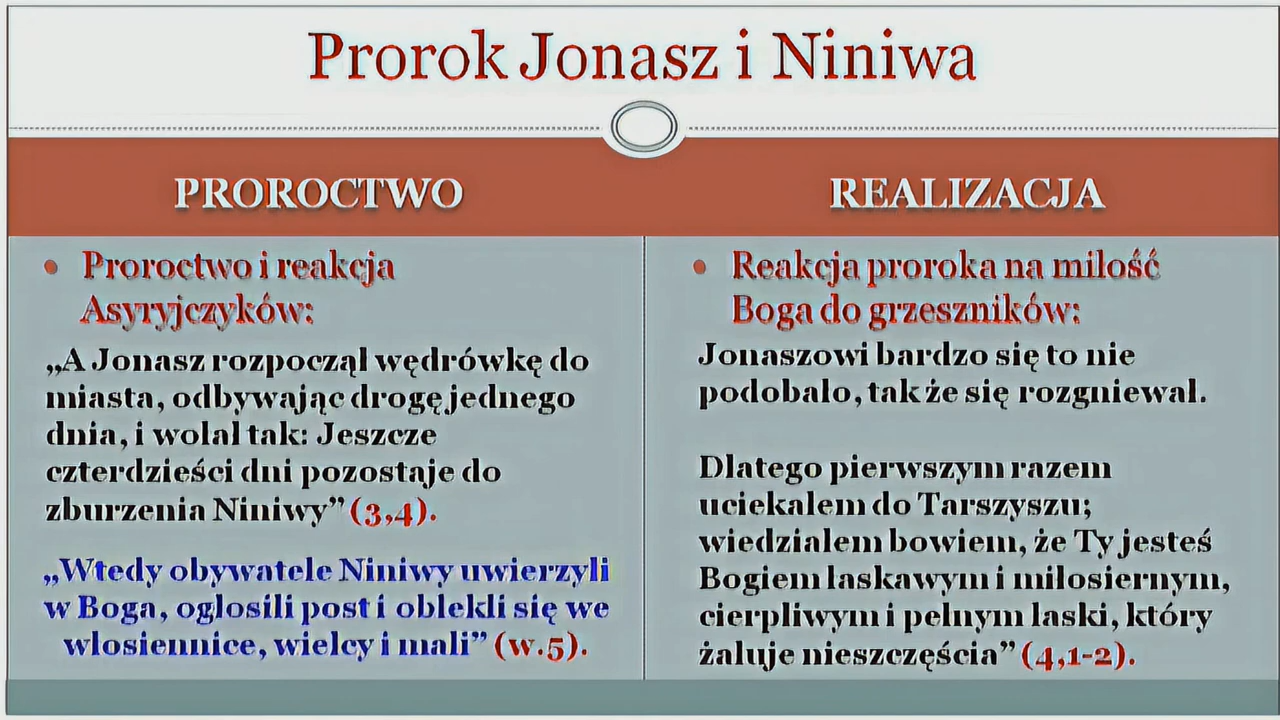 Prorok Jonasz i Niniwa
PROROCTWO
• Proroctwo i reakcja
Asyryjczyków:
„A Jonasz rozpoczął wędrówkę do
miasta, odbywając drogę jednego
dnia, i wołał tak: Jeszcze
czterdzieści dni pozostaje do
zburzenia Niniwy” (3,4).
„Wtedy obywatele Niniwy uwierzyli
w Boga, ogłosili post i oblekli się we
włosiennice, wielcy i mali” (w.5).
REALIZACJA
• Reakcja proroka na miłość
Boga do grzeszników:
Jonaszowi bardzo się to nie
podobało, tak że się rozgniewał.
Dlatego pierwszym razem
uciekałem do Tarszyszu;
wiedziałem bowiem, że Ty jesteś
Bogiem łaskawym i miłosiernym,
cierpliwym i pełnym łaski, który
żałuje nieszczęścia” (4,1-2).